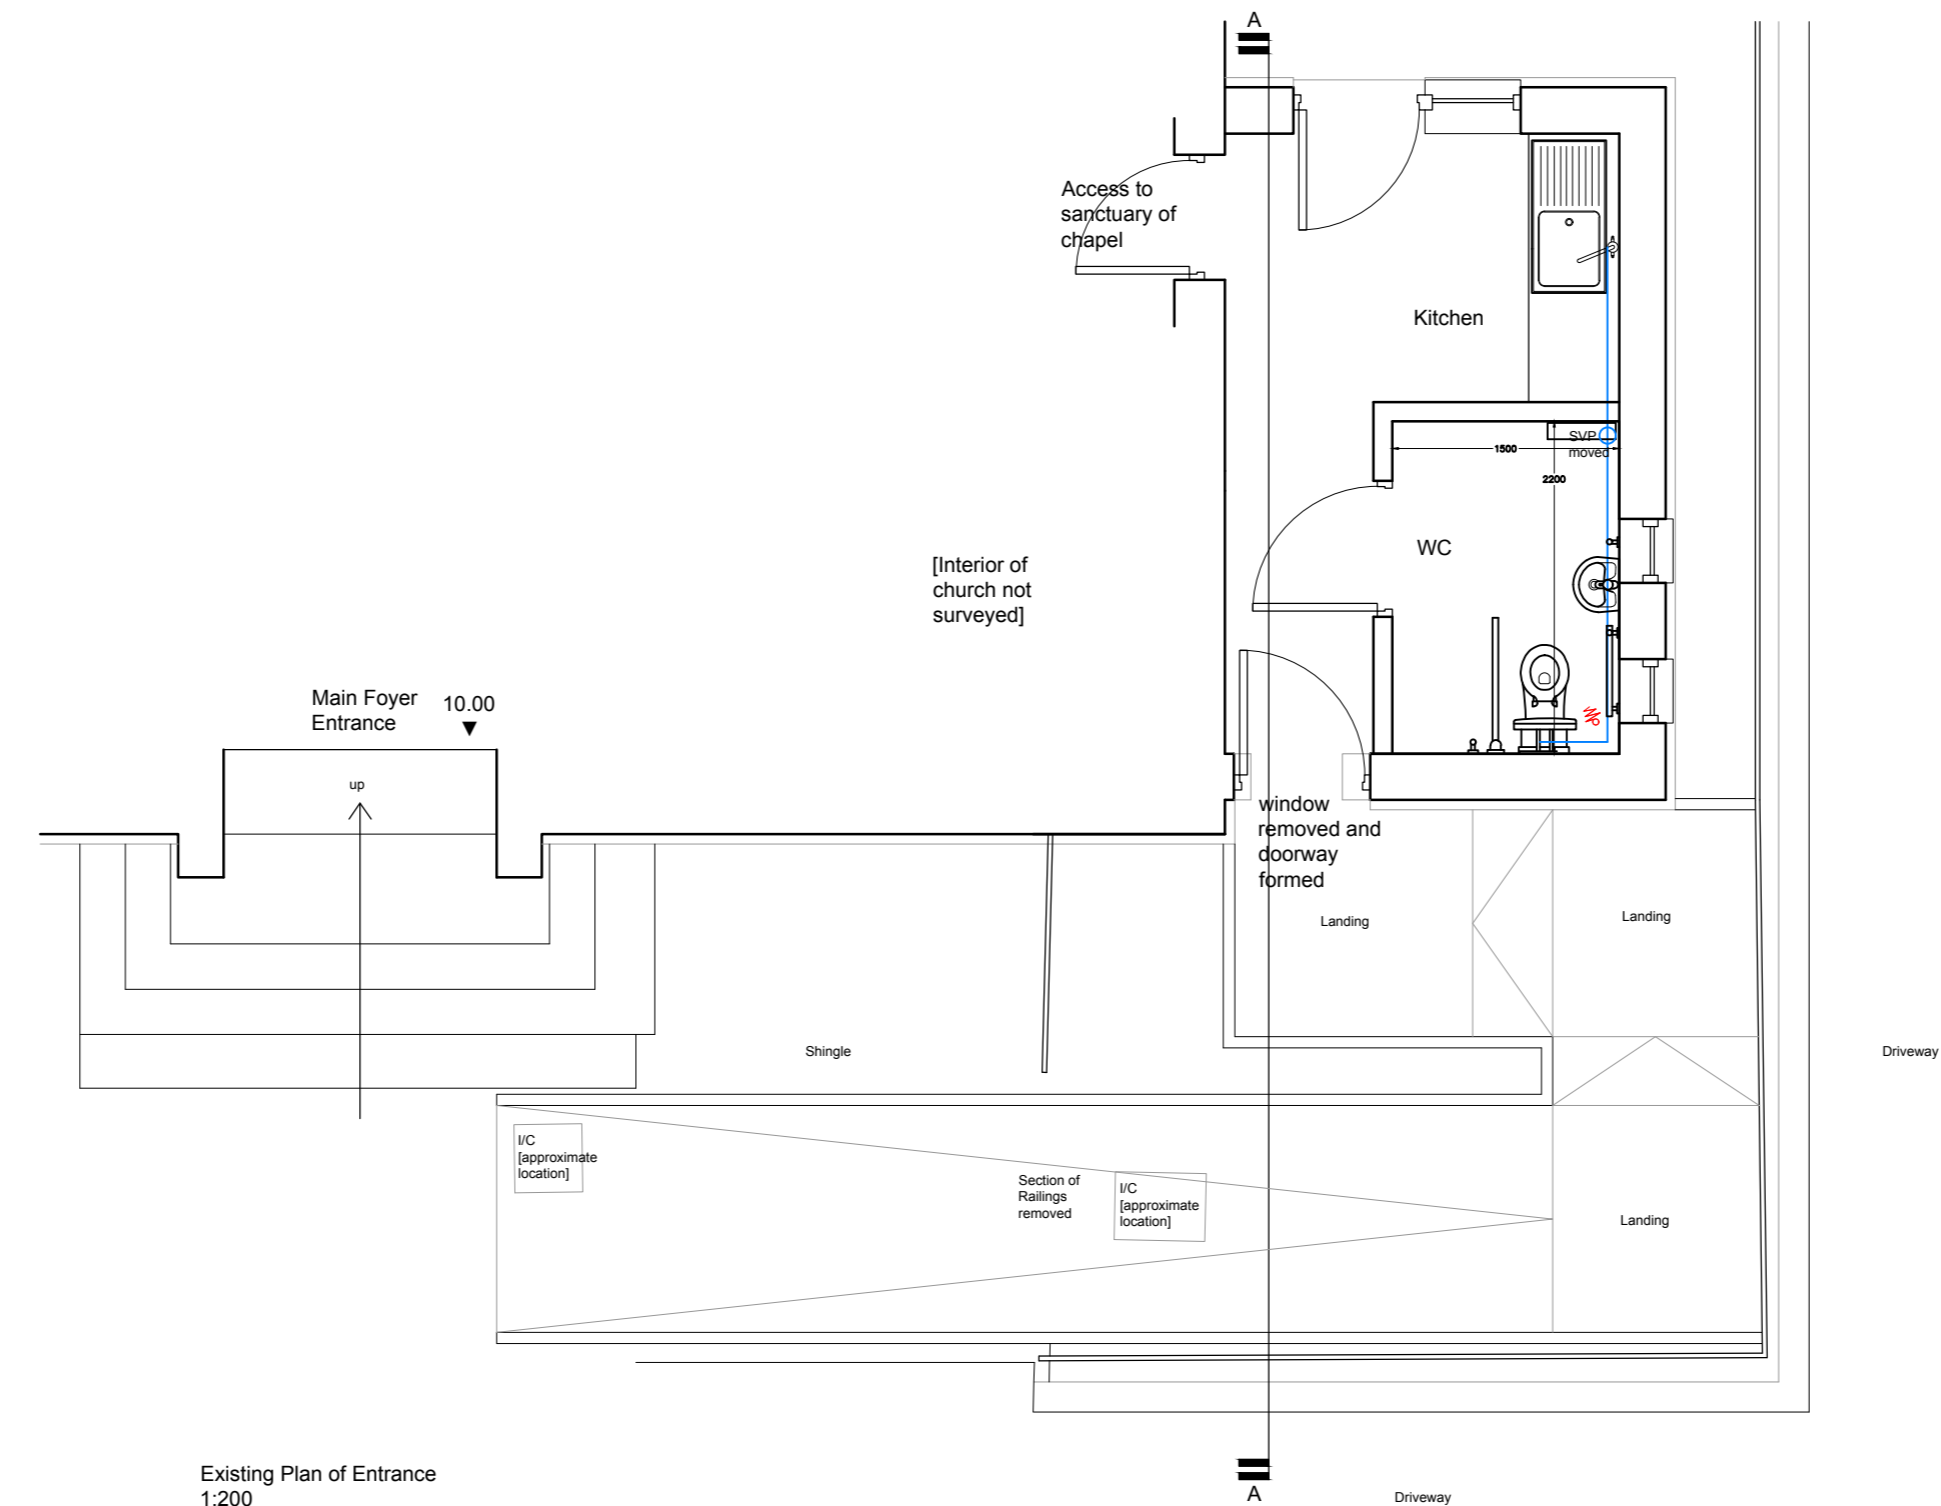 A
Access to
sanctuary of
chapel
Kitchen
SVP
moved
1500
2200
WC
[Interior of
church not
surveyed]
Main Foyer
Entrance
10.00
up
window
removed and
doorway
formed
Landing
Landing
Shingle
Driveway
I/C
[approximate
location]
Section of
Railings
removed
I/C
[approximate
location]
Landing
Existing Plan of Entrance
1:200
A
Driveway